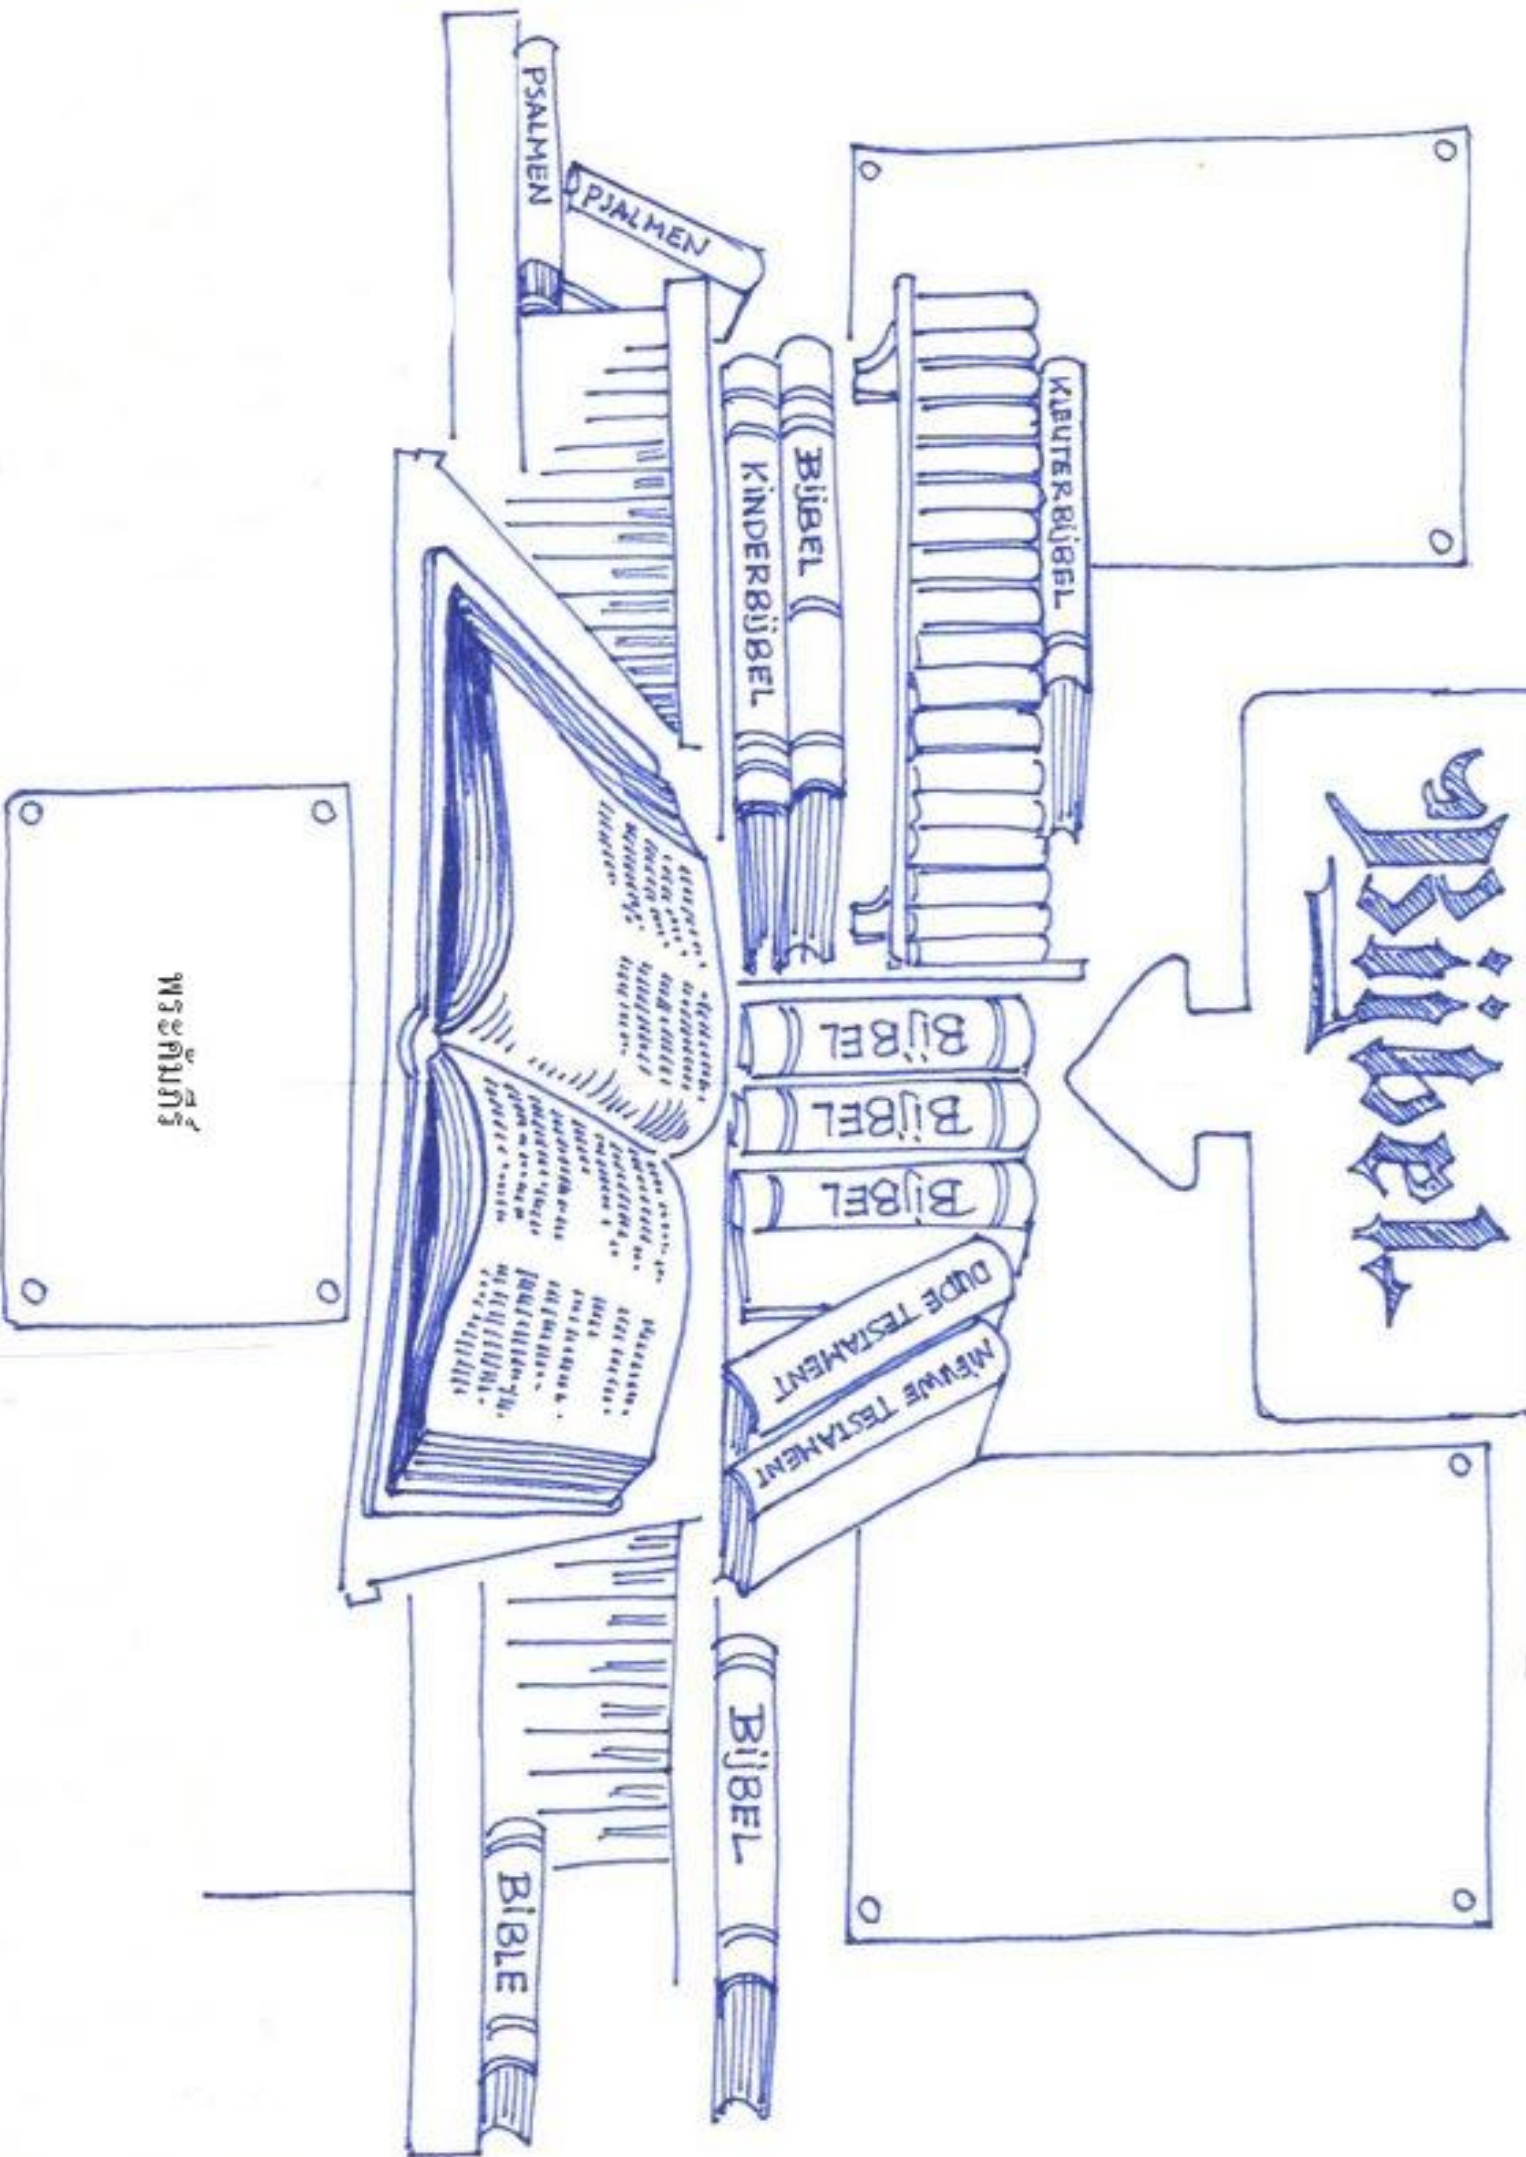 Bijbel
KLEUTERBIJBEL
BIJBEL
BIJBEL
BIJBEL
OUDE TESTAMENT
NIEUWE TESTAMENT
BIJBEL
KINDERBIJBEL
BIJBEL
PSALMEN
PSALMEN
BIBLE
พระคัมภีร์